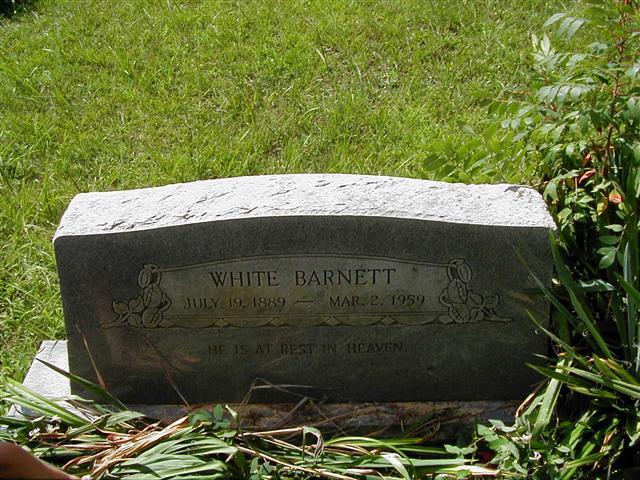 WHITE BARNETT
JULY 19, 1889 — MAR. 2, 1959
HE IS AT REST IN HEAVEN.